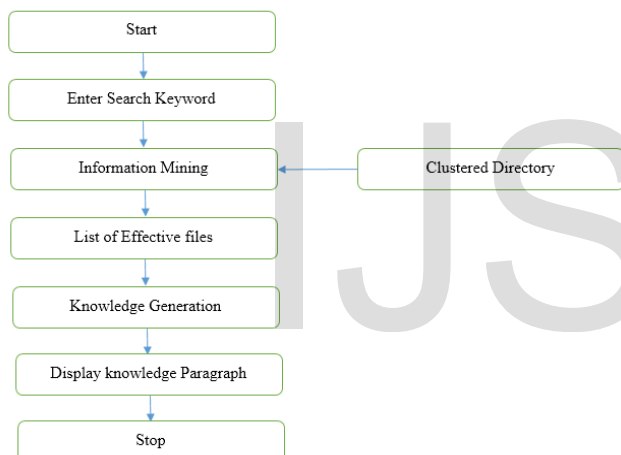 Start
Enter Search Keyword
Information Mining
Clustered Directory
List of Effective files
Knowledge Generation
Display knowledge Paragraph
Stop
IJS